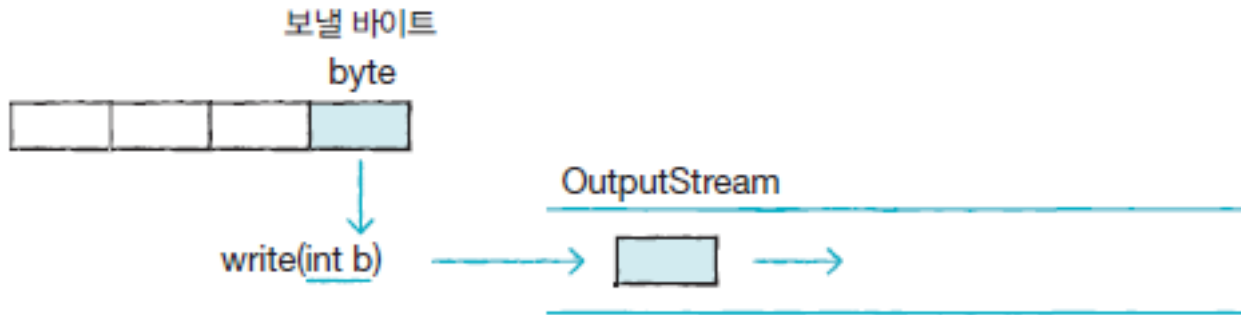 보낼 바이트
byte
OutputStream
write(int b)